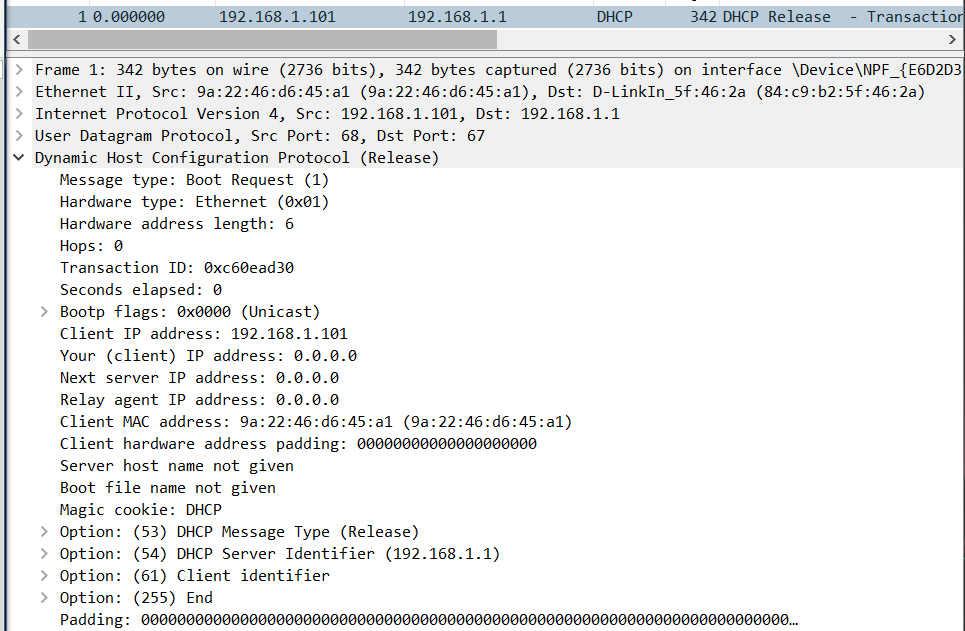 1 0.000000 192.168.1.101 192.168.1.1 DHCP 342 DHCP Release - Transaction
Frame 1: 342 bytes on wire (2736 bits), 342 bytes captured (2736 bits) on interface \Device\NPF_{E6D2D3
Ethernet II, Src: 9a:22:46:d6:45:a1 (9a:22:46:d6:45:a1), Dst: D-LinkIn_5f:46:2a (84:c9:b2:5f:46:2a)
Internet Protocol Version 4, Src: 192.168.1.101, Dst: 192.168.1.1
User Datagram Protocol, Src Port: 68, Dst Port: 67
Dynamic Host Configuration Protocol (Release)
Message type: Boot Request (1)
Hardware type: Ethernet (0x01)
Hardware address length: 6
Hops: 0
Transaction ID: 0xc60ead30
Seconds elapsed: 0
Bootp flags: 0x0000 (Unicast)
Client IP address: 192.168.1.101
Your (client) IP address: 0.0.0.0
Next server IP address: 0.0.0.0
Relay agent IP address: 0.0.0.0
Client MAC address: 9a:22:46:d6:45:a1 (9a:22:46:d6:45:a1)
Client hardware address padding: 00000000000000000000
Server host name not given
Boot file name not given
Magic cookie: DHCP
Option: (53) DHCP Message Type (Release)
Option: (54) DHCP Server Identifier (192.168.1.1)
Option: (61) Client identifier
Option: (255) End
Padding: 000000000000000000000000000000000000000000000000000000000000000000000000…